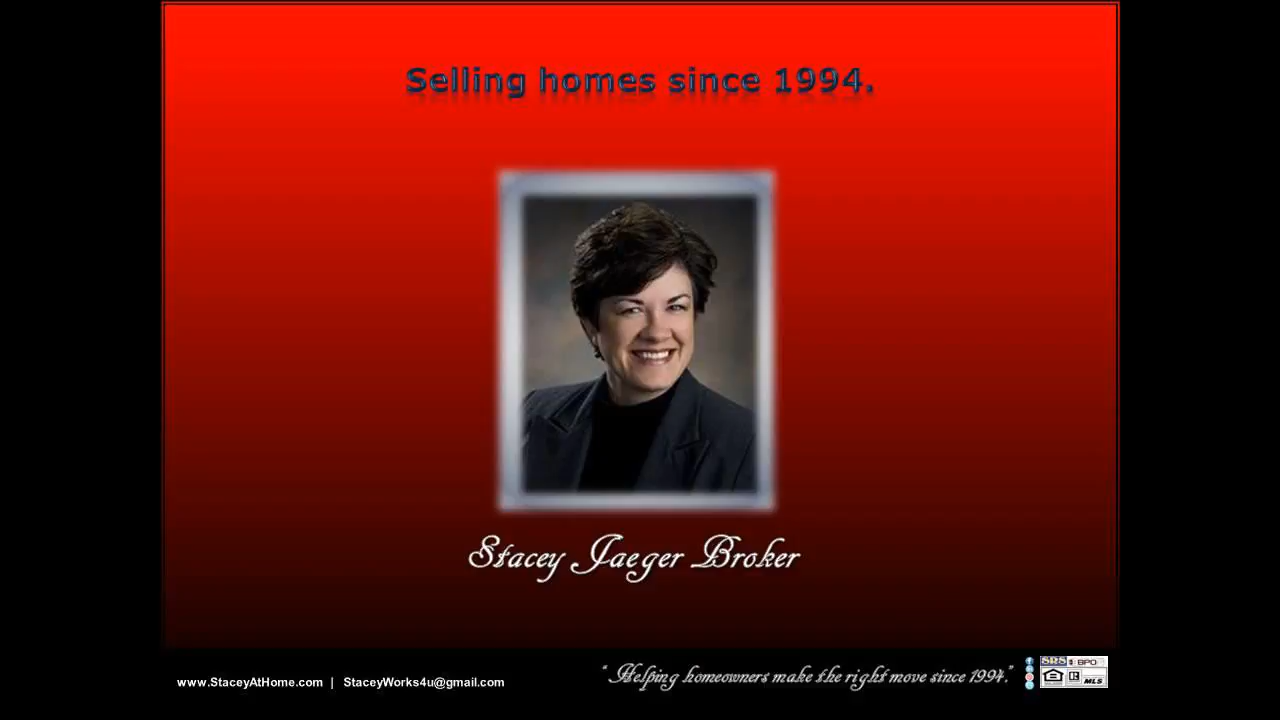 Selling homes since 1994.
Stacey Jaeger Broker
www.StaceyAtHome.com | StaceyWorks4u@gmail.com
“ Helping homeowners make the right move since 1994.”
SRS BPO
R MLS